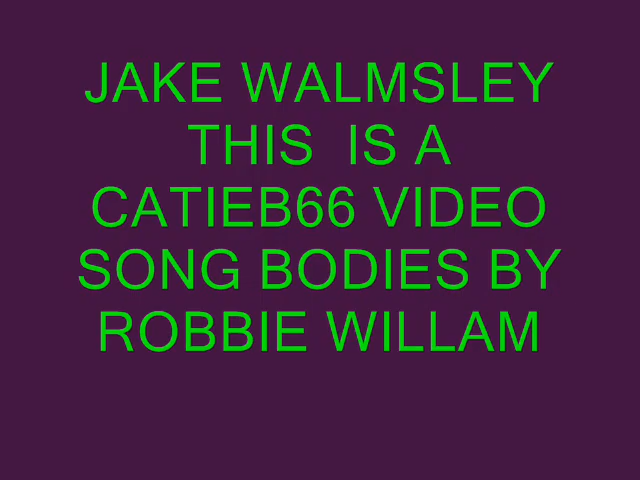 JAKE WALMSLEY
THIS  IS A
CATIEB66 VIDEO
SONG BODIES BY
ROBBIE WILLAM